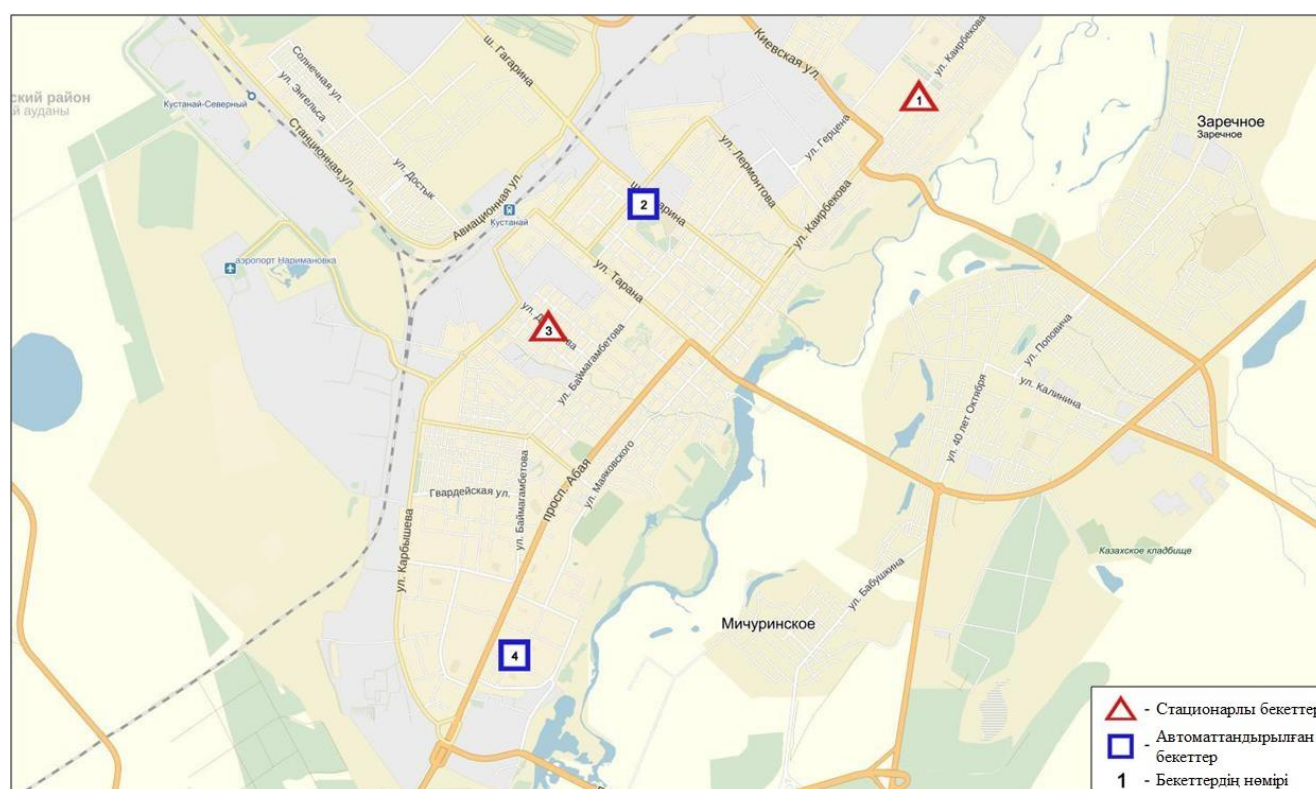 ский район
й ауданы
Кустанай-Северный
Солнечная ул.
ул. Энгельса
Станционная ул.
ул. Достык
Авиационная ул.
Кустанай
аэропорт Наримановка
ш. Гагарина
Киевская ул.
ул. Каирбекова
1
ул. Герцена
ул. Лермонтова
ул. Каирбекова
2
ул. Тарана
3
ул. Баймагамбетова
Заречное
Заречное
ул. Поповича
ул. Калинина
ул. 40 лет Октября
Гвардейская ул.
ул. Баймагамбетова
просп. Абая
ул. Маяковского
ул. Карбышева
Казахское кладбище
ул. Бабушкина
Мичуринское
4
- Стационарлы бекеттер
- Автоматтандырылған
бекеттер
1 - Бекеттердің нөмірі